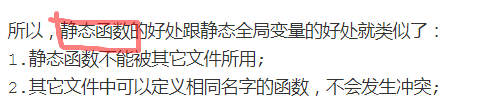 所以，静态函数的好处跟静态全局变量的好处就类似了：
1.静态函数不能被其它文件所用;
2.其它文件中可以定义相同名字的函数，不会发生冲突;